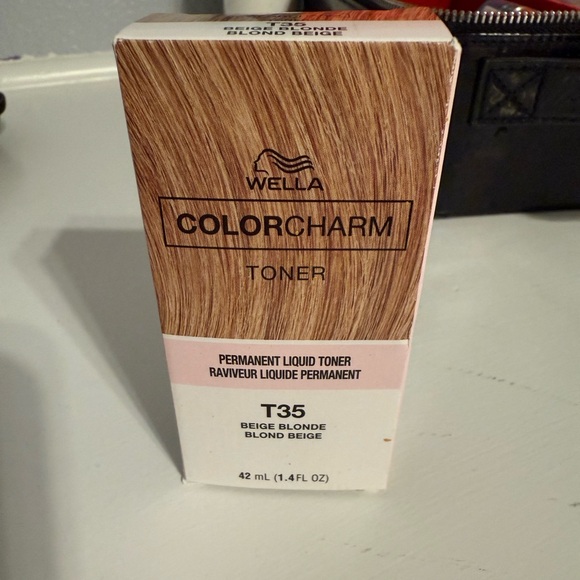 T35
BEIGE BLONDE
BLOND BEIGE
WELLA
COLORCHARM
TONER
PERMANENT LIQUID TONER
RAVIVEUR LIQUIDE PERMANENT
T35
BEIGE BLONDE
BLOND BEIGE
42 mL (1.4 FL OZ)